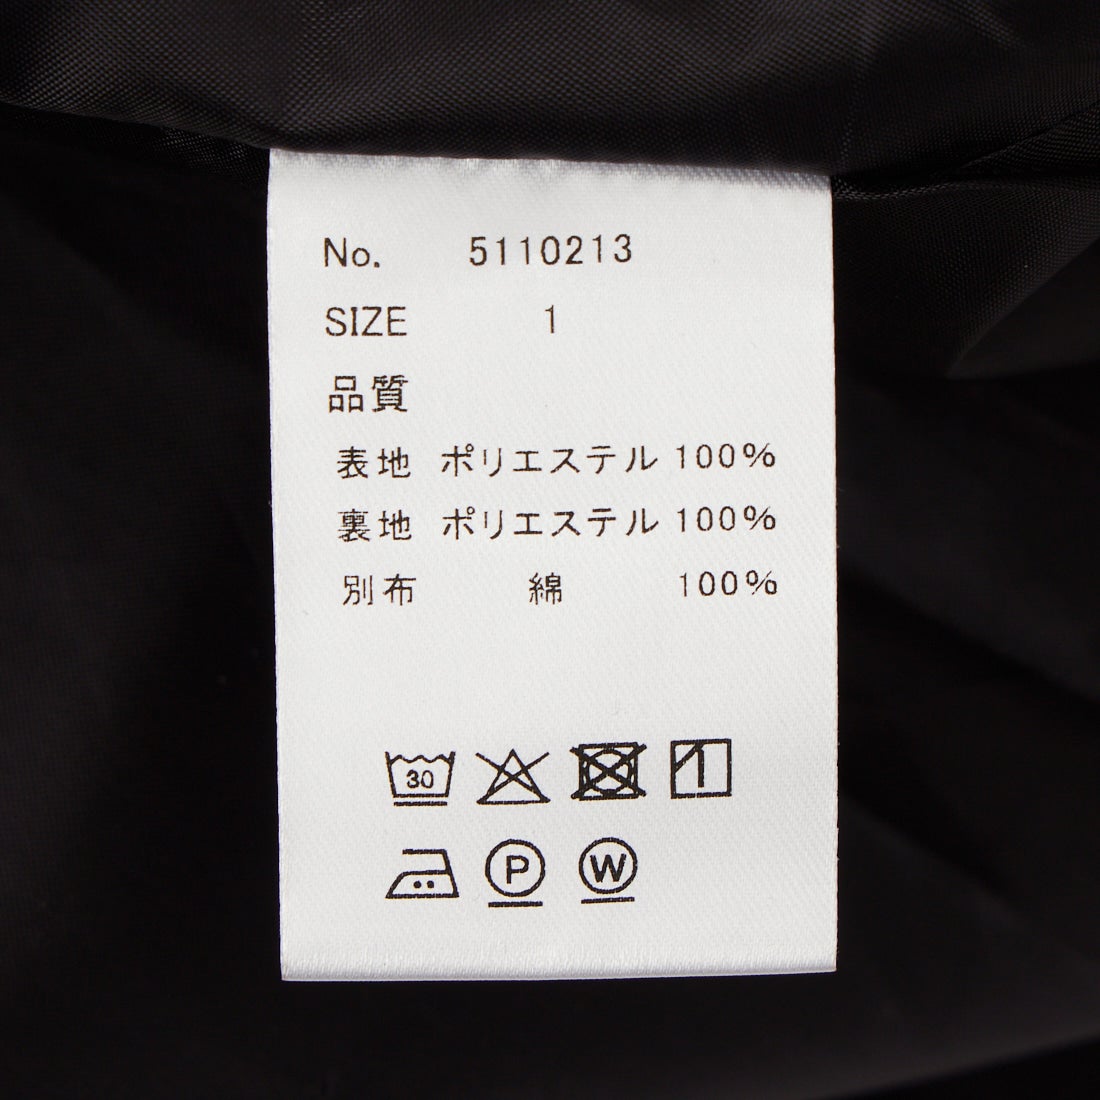 No. 5110213
SIZE 1
品質
表地 ポリエステル 100%
裏地 ポリエステル 100%
別布 綿 100%
30
P W